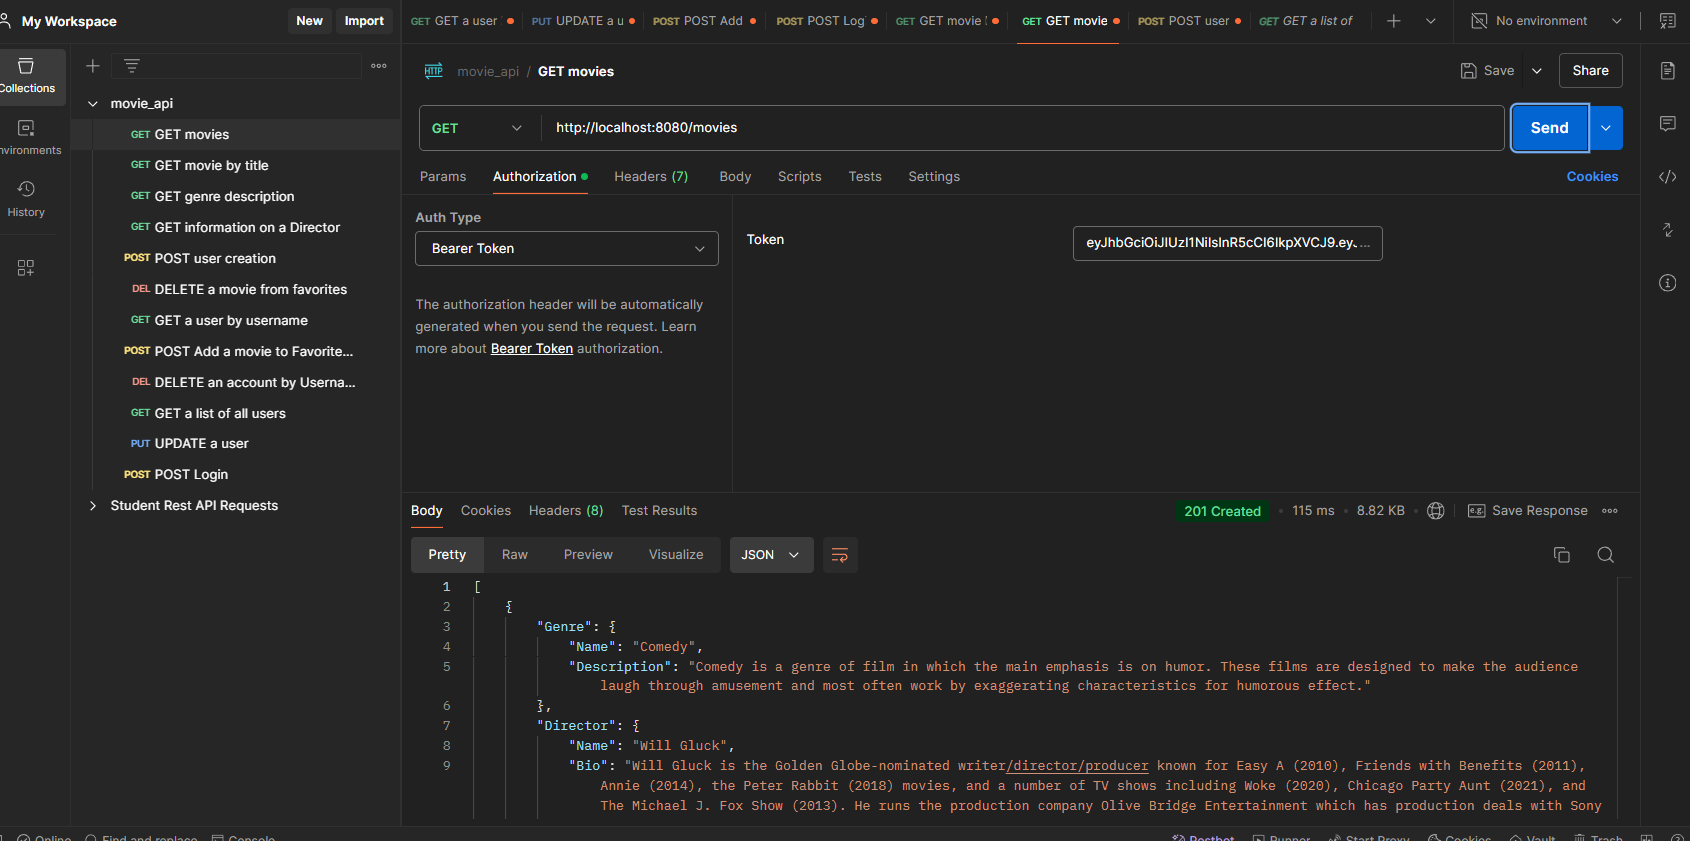 My Workspace
New
Import
GET GET a user
PUT UPDATE a u
POST POST Add
POST POST Log
GET GET movie
GET GET movie
POST POST user
GET GET a list of
No environment
Collections
movie_api
GET GET movies
GET GET movie by title
GET GET genre description
GET GET information on a Director
POST POST user creation
DEL DELETE a movie from favorites
GET GET a user by username
POST POST Add a movie to Favorite...
DEL DELETE an account by Userna...
GET GET a list of all users
PUT UPDATE a user
POST POST Login
Student Rest API Requests
nvironments
History
HTTP movie_api / GET movies
Save
Share
GET
http://localhost:8080/movies
Send
Params
Authorization
Headers (7)
Body
Scripts
Tests
Settings
Cookies
Auth Type
Bearer Token
The authorization header will be automatically
generated when you send the request. Learn
more about Bearer Token authorization.
Token
Body
Cookies
Headers (8)
Test Results
201 Created
115 ms
8.82 KB
e.g. Save Response
Pretty
Raw
Preview
Visualize
JSON
1 [
2 {
3 "Genre": {
4 "Name": "Comedy",
5 "Description": "Comedy is a genre of film in which the main emphasis is on humor. These films are designed to make the audience
laugh through amusement and most often work by exaggerating characteristics for humorous effect."
6 },
7 "Director": {
8 "Name": "Will Gluck",
9 "Bio": "Will Gluck is the Golden Globe-nominated writer/director/producer known for Easy A (2010), Friends with Benefits (2011),
Annie (2014), the Peter Rabbit (2018) movies, and a number of TV shows including Woke (2020), Chicago Party Aunt (2021), and
The Michael J. Fox Show (2013). He runs the production company Olive Bridge Entertainment which has production deals with Sony
Online
Find and replace
Console
Postbot
Runner
Start Proxy
Cookies
Vault
Trash